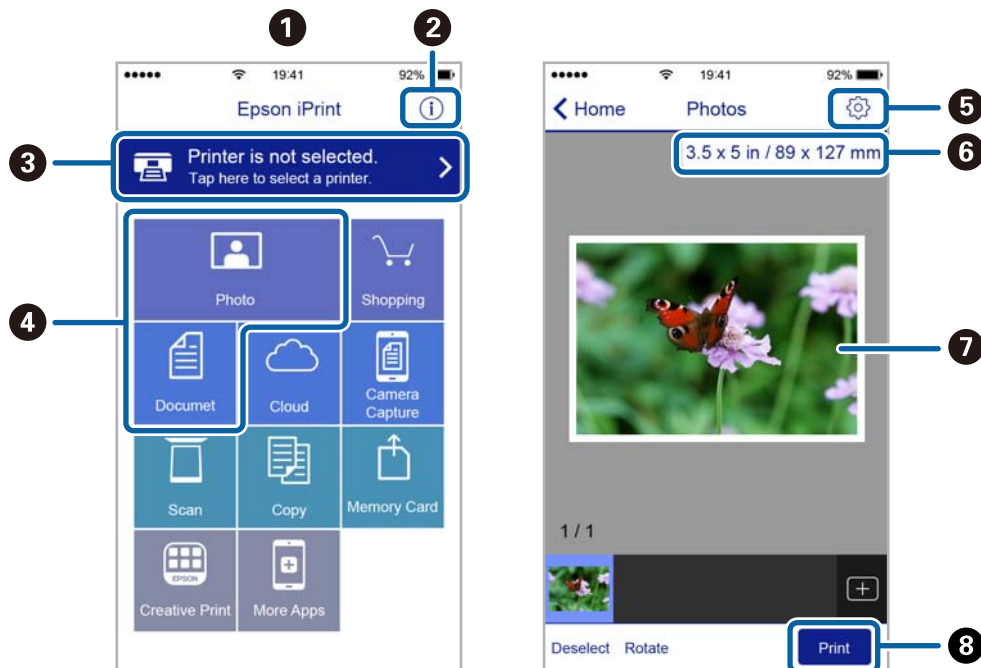 1
2
19:41
92%
Epson iPrint
3
Printer is not selected.
Tap here to select a printer.
4
Photo
Shopping
Documet
Cloud
Camera
Capture
Scan
Copy
Memory Card
EPSON
Creative Print
More Apps
19:41
92%
Home
Photos
5
3.5 x 5 in / 89 x 127 mm
6
7
1 / 1
Deselect
Rotate
Print
8